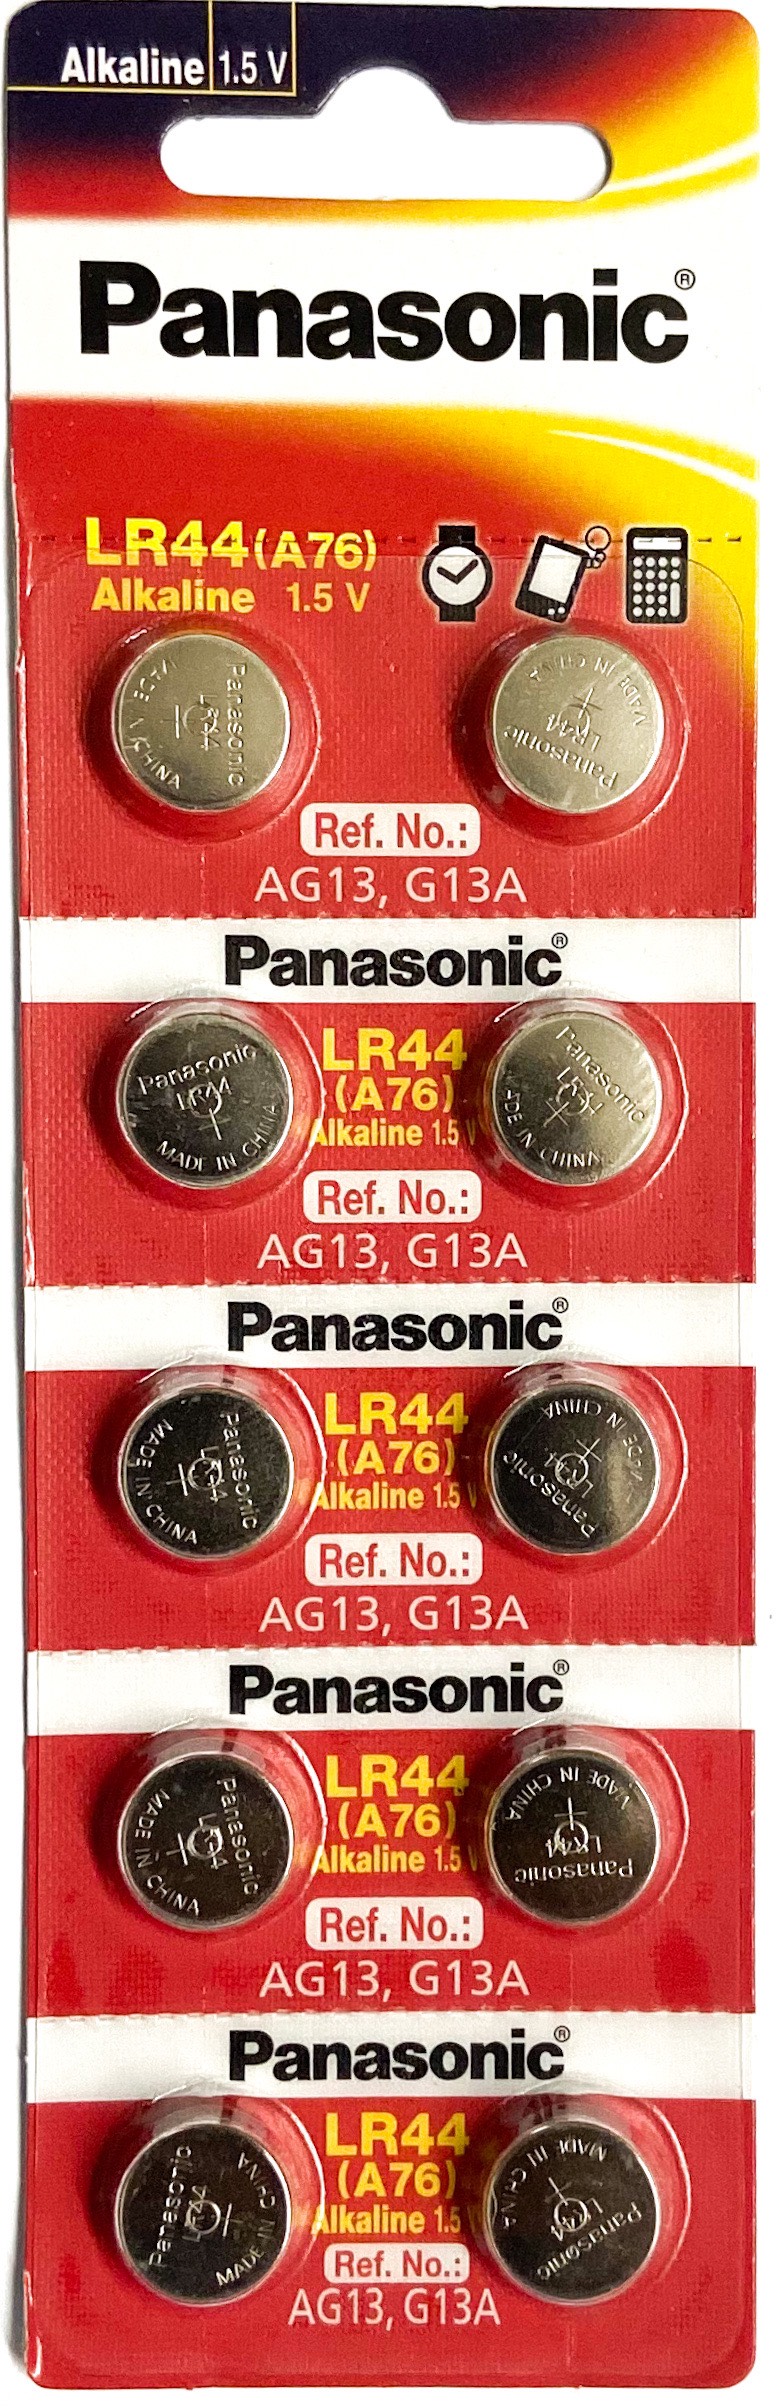 Alkaline 1.5 V
Panasonic®
LR44(A76)
Alkaline 1.5 V
Panasonic
LR44
MADE IN CHINA
Panasonic
LR44
MADE IN CHINA
Ref. No.:
AG13, G13A
Panasonic®
Panasonic
LR44
MADE IN CHINA
LR44
(A76)
Alkaline 1.5 V
Panasonic
LR44
MADE IN CHINA
Ref. No.:
AG13, G13A
Panasonic®
Panasonic
LR44
MADE IN CHINA
LR44
(A76)
Alkaline 1.5 V
Panasonic
LR44
MADE IN CHINA
Ref. No.:
AG13, G13A
Panasonic®
Panasonic
LR44
MADE IN CHINA
LR44
(A76)
Alkaline 1.5 V
Panasonic
LR44
MADE IN CHINA
Ref. No.:
AG13, G13A
Panasonic®
Panasonic
LR44
MADE IN CHINA
LR44
(A76)
Alkaline 1.5
Panasonic
LR44
MADE IN CHINA
Ref. No.:
AG13, G13A